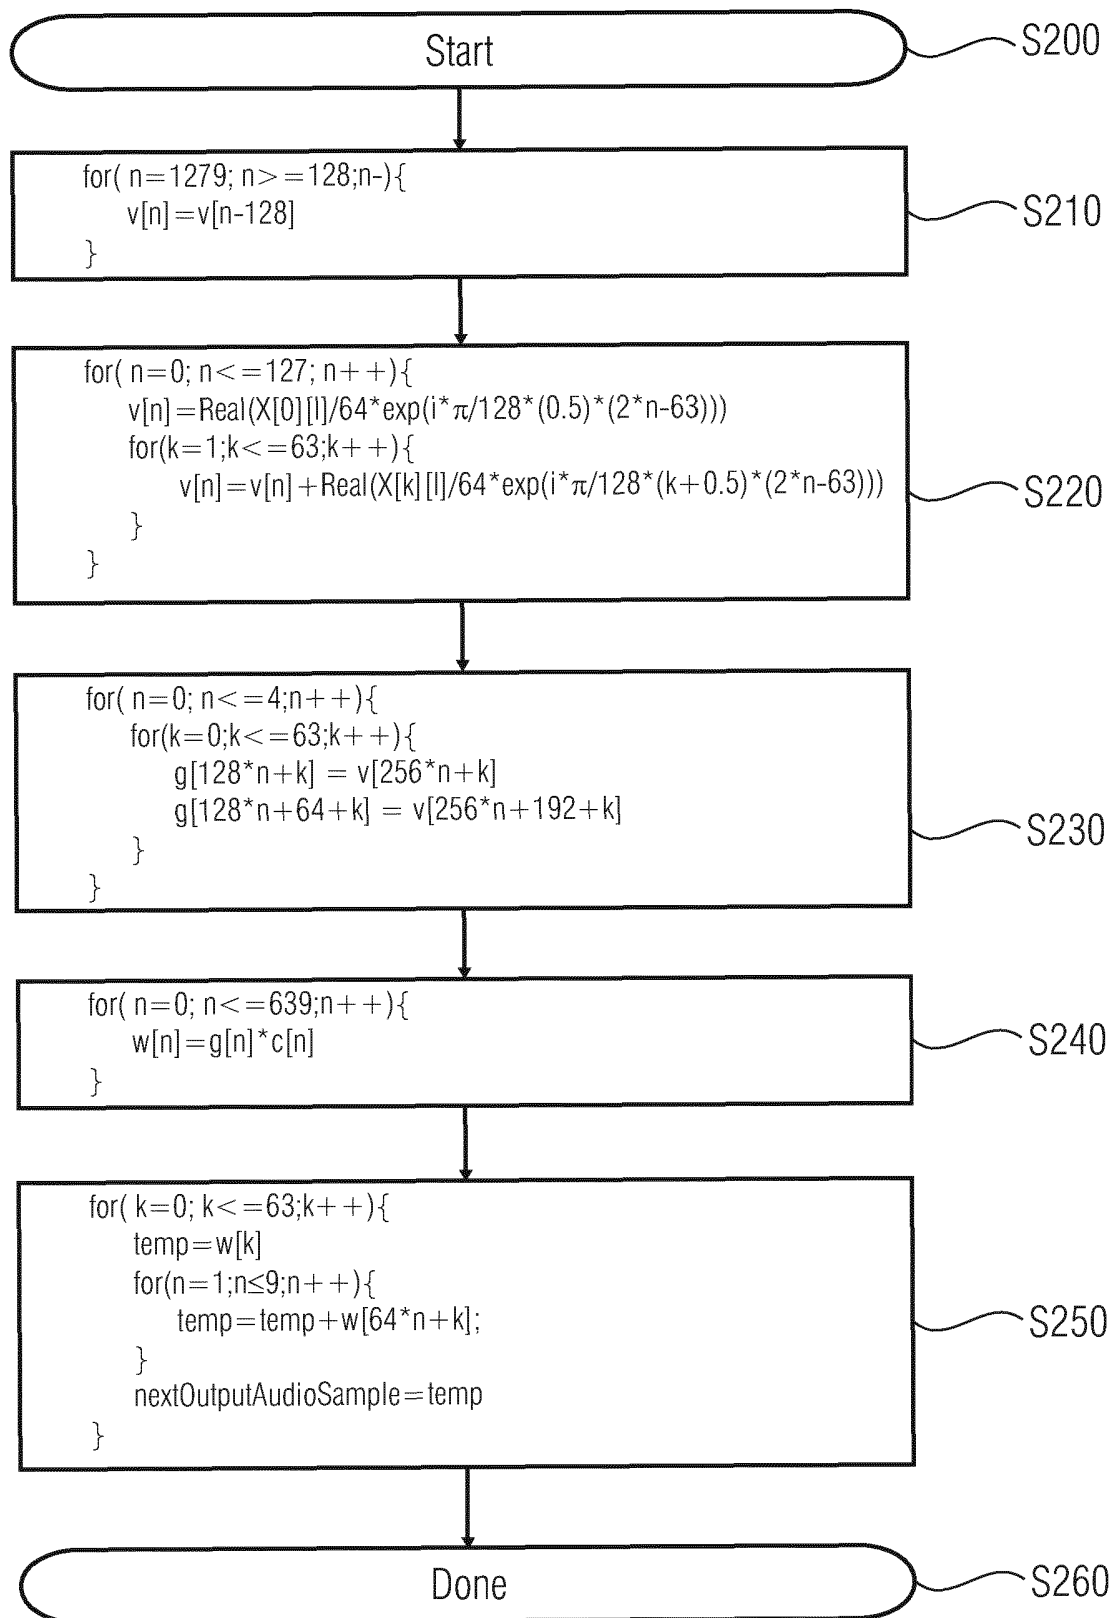 Start
S200
for( n=1279; n>=128;n-){
v[n]=v[n-128]
}
S210
for( n=0; n<=127; n++){
v[n]=Real(X[0][l]/64*exp(i*π/128*(0.5)*(2*n-63)))
for(k=1;k<=63;k++){
v[n]=v[n]+Real(X[k][l]/64*exp(i*π/128*(k+0.5)*(2*n-63)))
}
}
S220
for( n=0; n<=4;n++){
for(k=0;k<=63;k++){
g[128*n+k] = v[256*n+k]
g[128*n+64+k] = v[256*n+192+k]
}
}
S230
for( n=0; n<=639;n++){
w[n]=g[n]*c[n]
}
S240
for( k=0; k<=63;k++){
temp=w[k]
for(n=1;n≤9;n++){
temp=temp+w[64*n+k];
}
nextOutputAudioSample=temp
}
S250
Done
S260